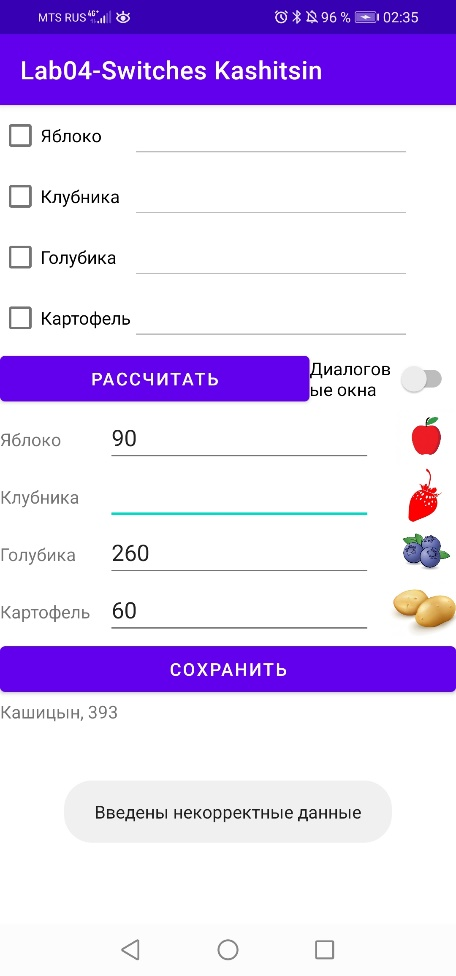 MTS RUS 4G+ 96 % 02:35
Lab04-Switches Kashitsin
Яблоко
Клубника
Голубика
Картофель
РАССЧИТАТЬ
Диалогов
ые окна
Яблоко 90
Клубника
Голубика 260
Картофель 60
СОХРАНИТЬ
Кашицын, 393
Введены некорректные данные